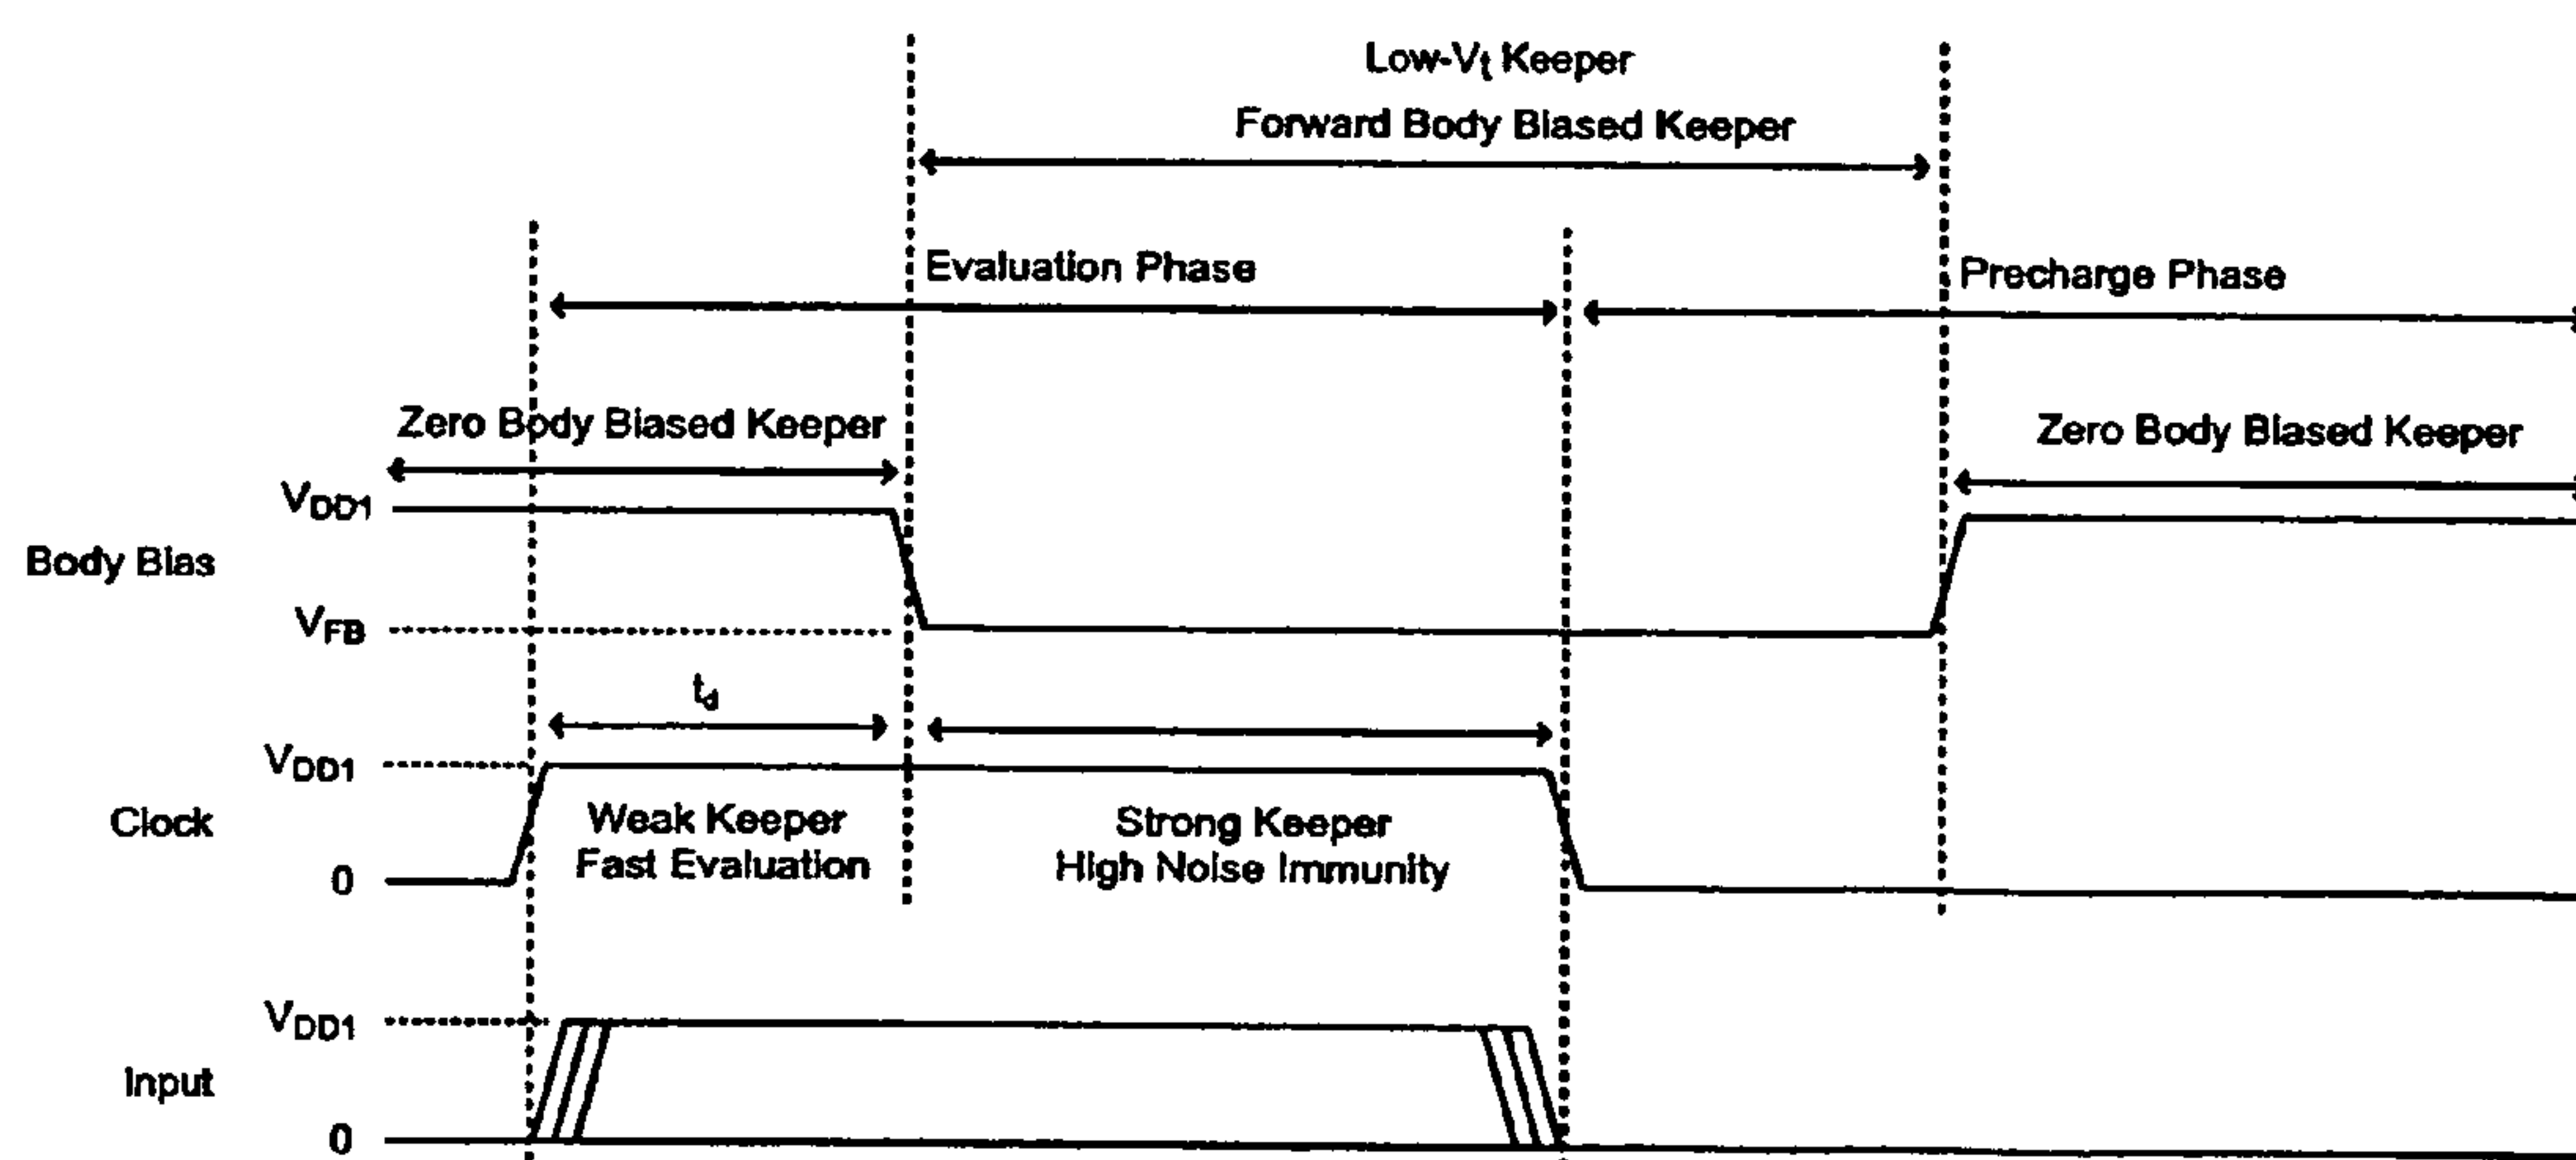 Low-Vt Keeper
Forward Body Biased Keeper
Evaluation Phase
Precharge Phase
Zero Body Biased Keeper
Zero Body Biased Keeper
VDD1
Body Bias
VFB
td
VDD1
Clock
Weak Keeper
Fast Evaluation
Strong Keeper
High Noise Immunity
0
VDD1
Input
0